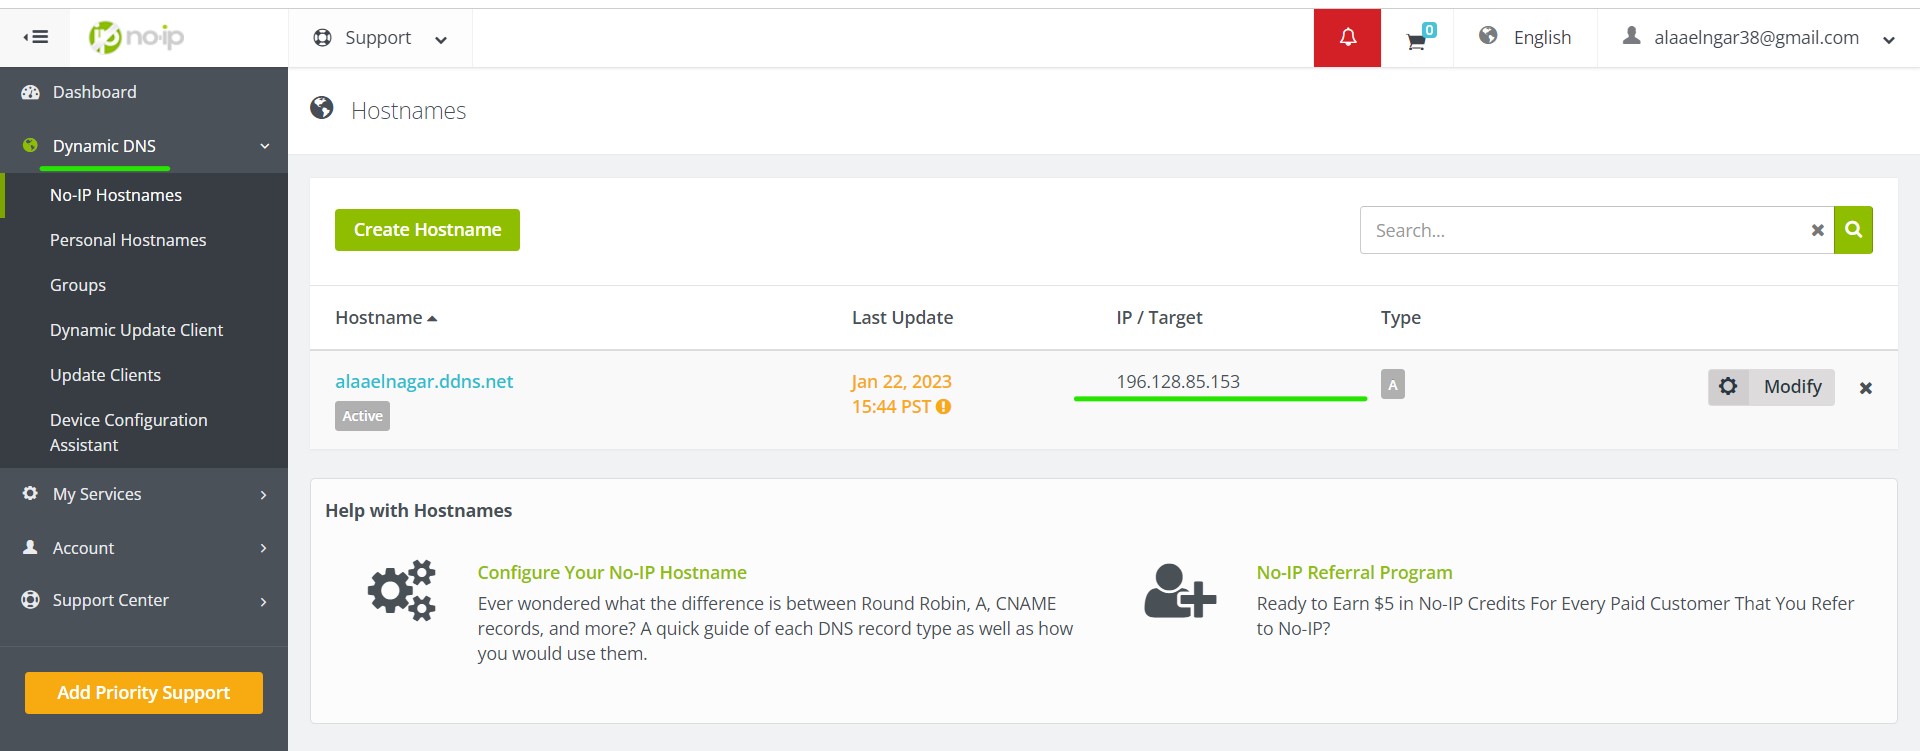 no-ip
Support
0
English
alaaelngar38@gmail.com
Dashboard
Dynamic DNS
No-IP Hostnames
Personal Hostnames
Groups
Dynamic Update Client
Update Clients
Device Configuration
Assistant
My Services
Account
Support Center
Add Priority Support
Hostnames
Create Hostname
Search...
Hostname
Last Update
IP / Target
Type
alaaelnagar.ddns.net
Active
Jan 22, 2023
15:44 PST
196.128.85.153
A
Modify
Help with Hostnames
Configure Your No-IP Hostname
Ever wondered what the difference is between Round Robin, A, CNAME
records, and more? A quick guide of each DNS record type as well as how
you would use them.
No-IP Referral Program
Ready to Earn $5 in No-IP Credits For Every Paid Customer That You Refer
to No-IP?